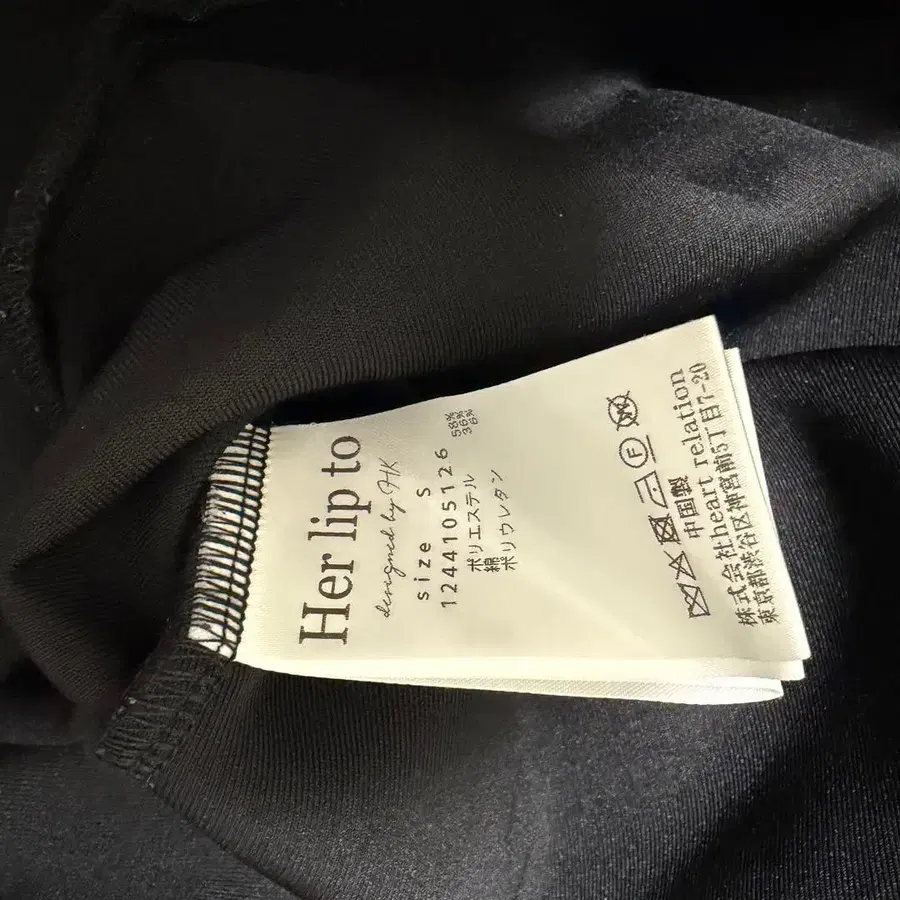 Her lip to
designed by HK
size S
1244105126
ポリエステル 58%
綿 36%
ポリウレタン 6%
中国製
株式会社heart relation
東京都渋谷区神宮前5丁目7-20